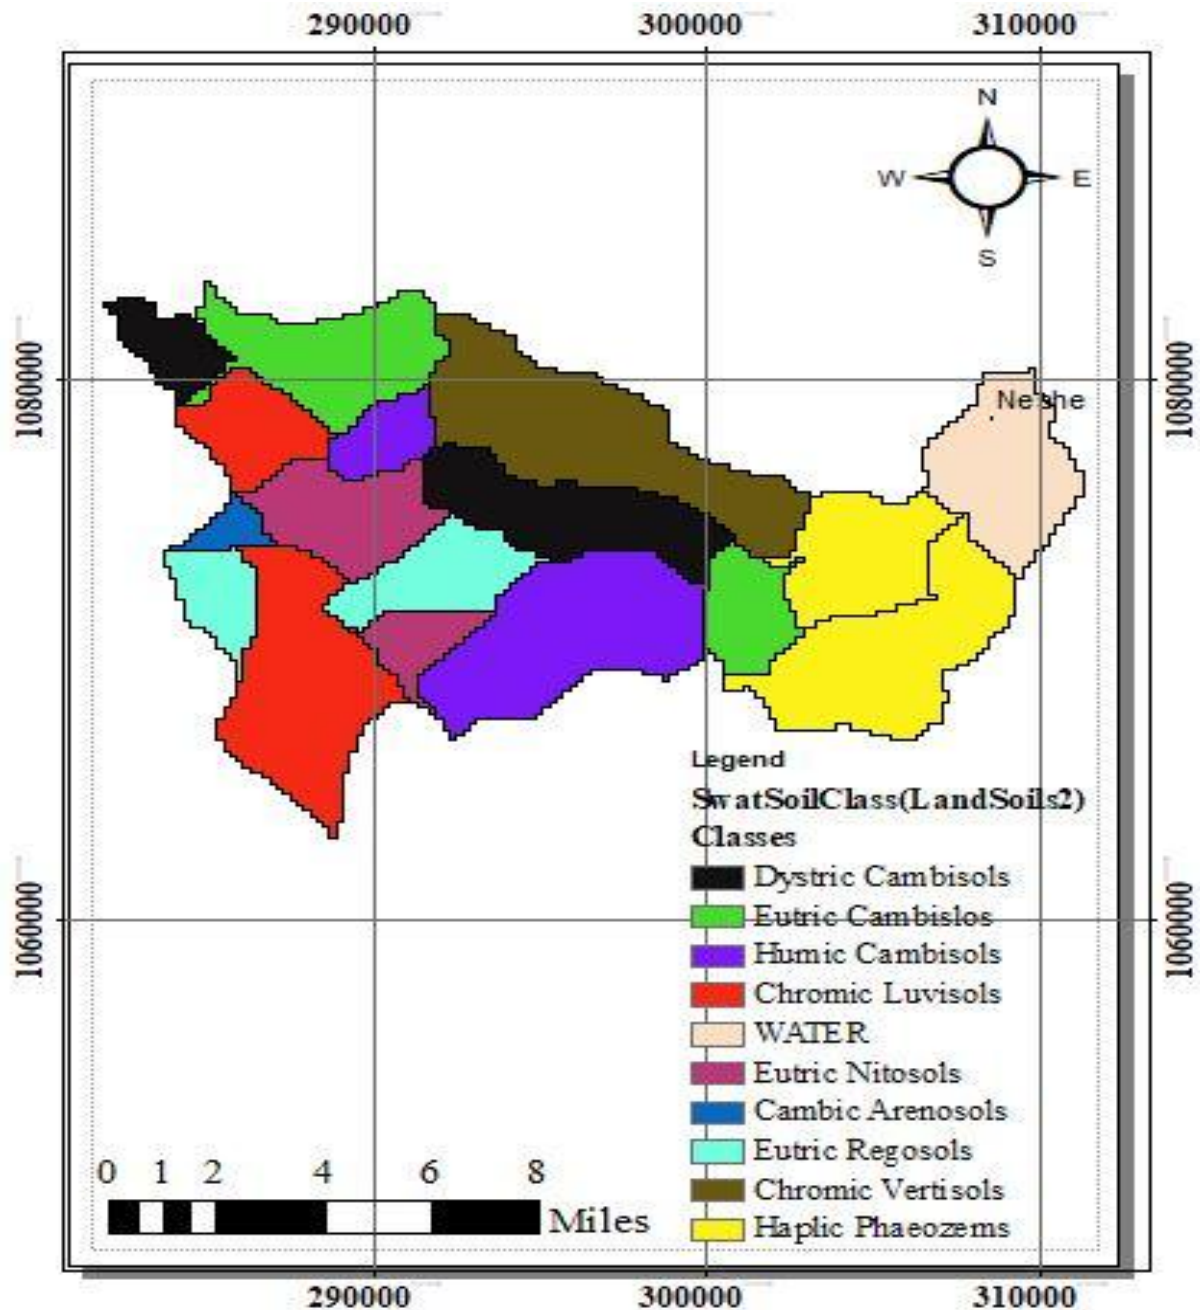 290000 300000 310000
N
W E
S
1080000 1080000
Neshe
Legend
SwatSoilClass(LandSoils2)
Classes
Dystric Cambisols
Eutric Cambislos
Humic Cambisols
Chromic Luvisols
WATER
Eutric Nitosols
Cambic Arenosols
Eutric Regosols
Chromic Vertisols
Haplic Phaeozems
1060000 1060000
0 1 2 4 6 8
Miles
290000 300000 310000